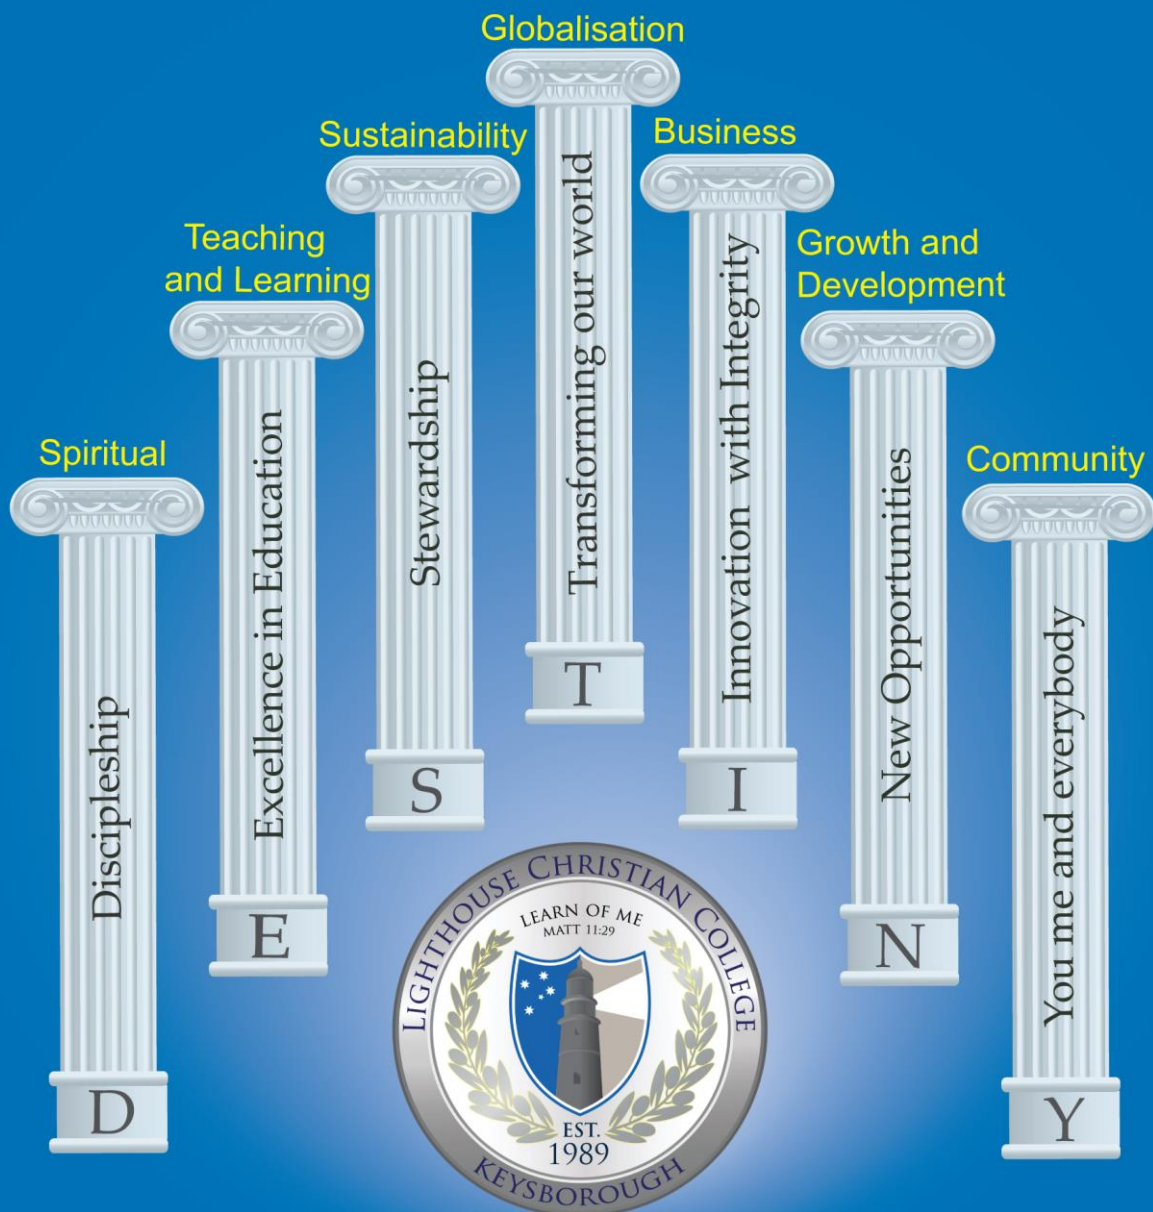 Globalisation
Sustainability
Business
Teaching
and Learning
Growth and
Development
Spiritual
Community
Discipleship
Excellence in Education
Stewardship
Transforming our world
Innovation with Integrity
New Opportunities
You me and everybody
D
E
S
T
I
N
Y
LIGHTHOUSE CHRISTIAN COLLEGE
LEARN OF ME
MATT 11:29
EST.
1989
KEYSBOROUGH